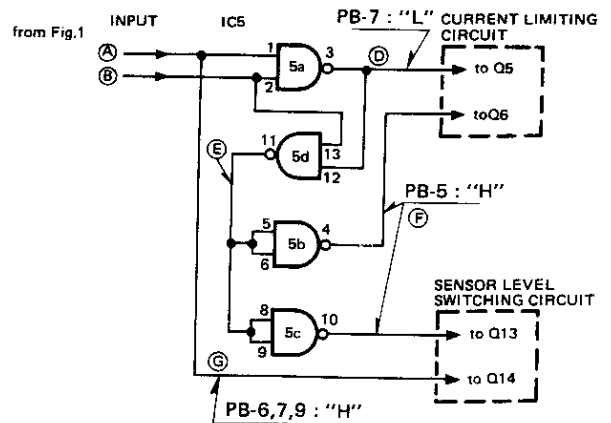 INPUT IC5
from Fig.1
PB-7 : "L"
CURRENT LIMITING
CIRCUIT
A
B
1
2
5a
3
D
to Q5
toQ6
11
5d
13
12
E
PB-5 : "H"
F
5
6
5b
4
SENSOR LEVEL
SWITCHING CIRCUIT
8
9
5c
10
to Q13
to Q14
G
PB-6,7,9 : "H"